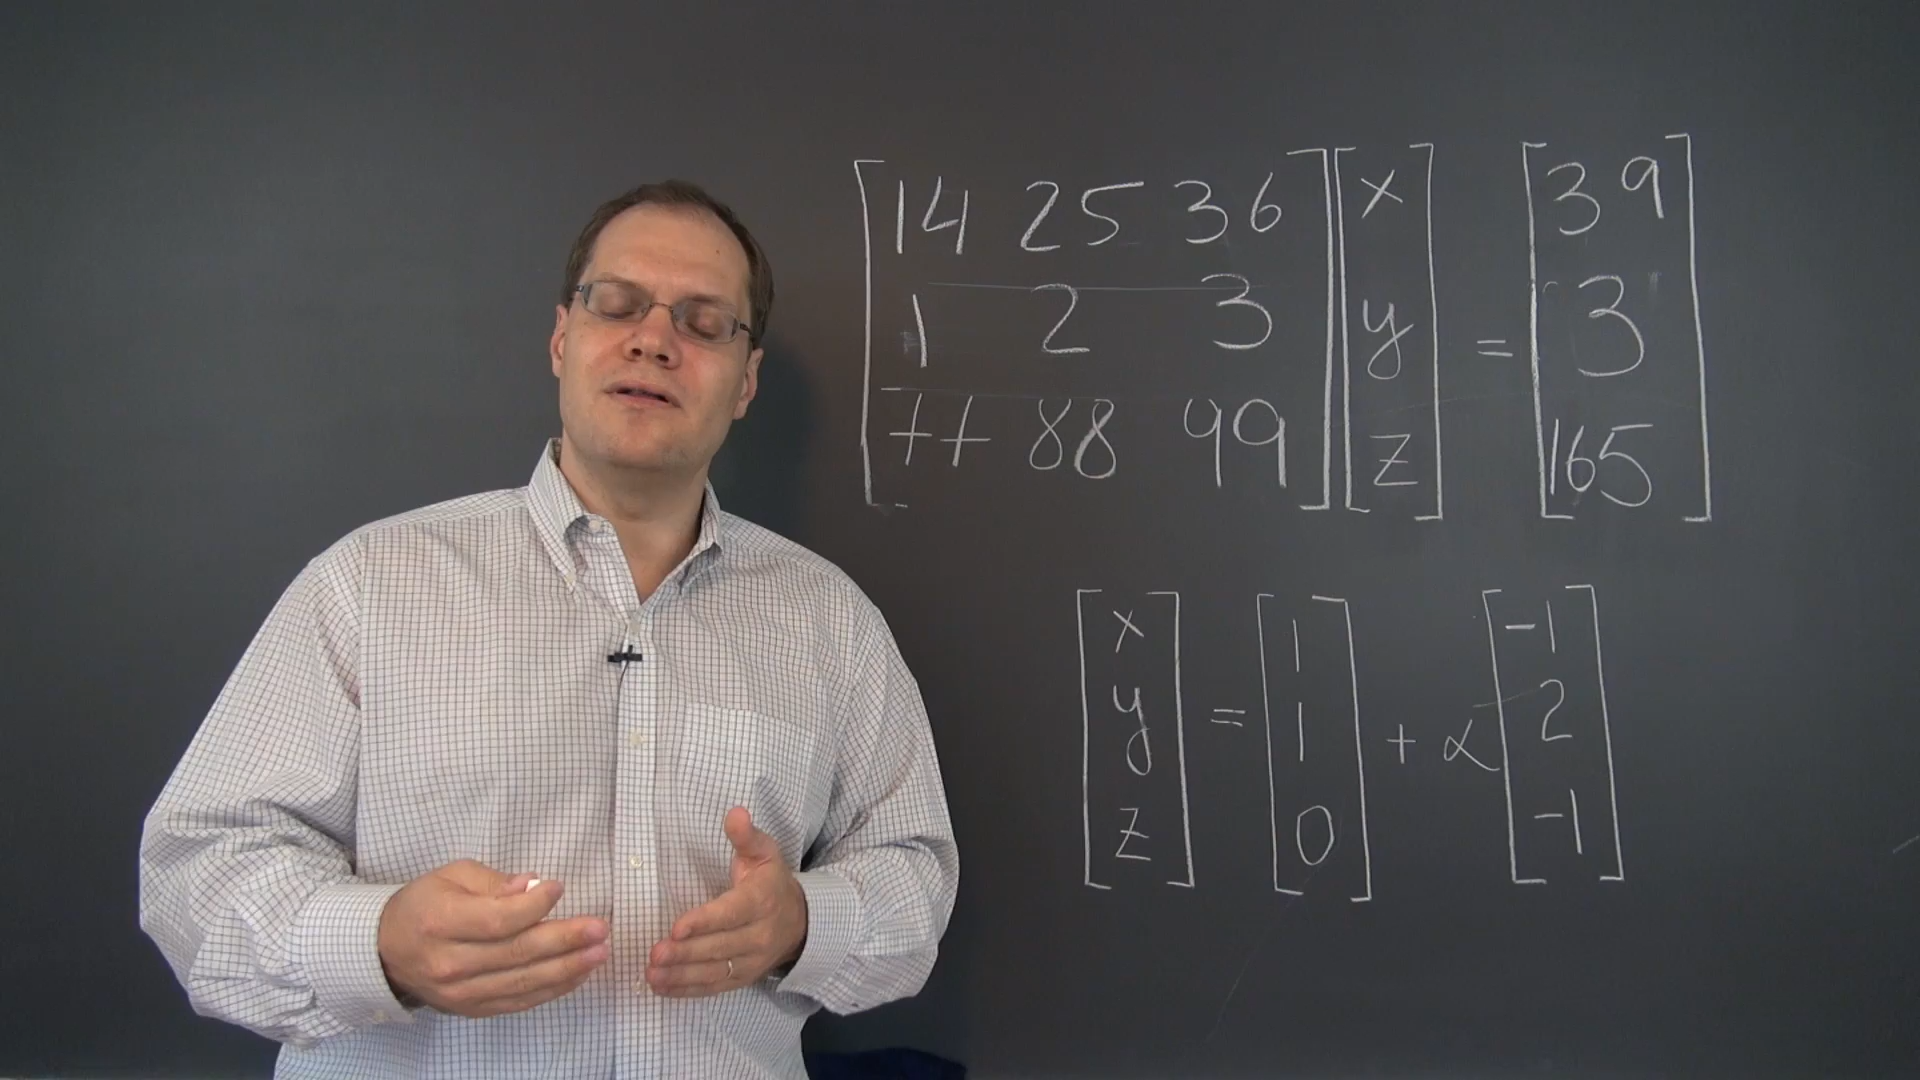 [14 25 36] [x] = [39]
[1 2 3] [y] [3]
[77 88 99] [z] [165]
[x] = [1] + α [-1]
[y] [1] [2]
[z] [0] [-1]